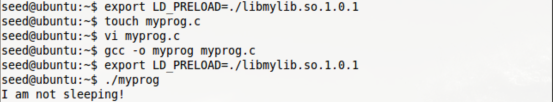 seed@ubuntu:~$ export LD_PRELOAD=./libmylib.so.1.0.1
seed@ubuntu:~$ touch myprog.c
seed@ubuntu:~$ vi myprog.c
seed@ubuntu:~$ gcc -o myprog myprog.c
seed@ubuntu:~$ export LD_PRELOAD=./libmylib.so.1.0.1
seed@ubuntu:~$ ./myprog
I am not sleeping!